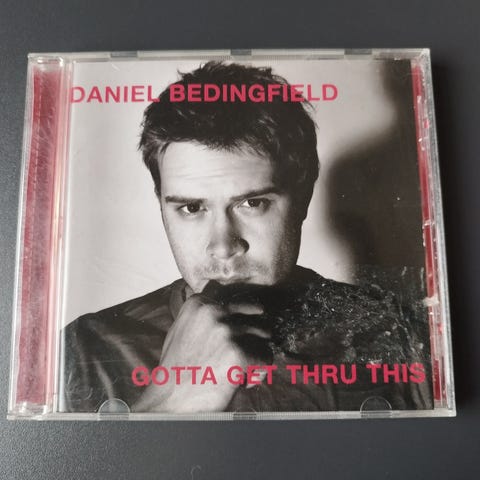 DANIEL BEDINGFIELD
GOTTA GET THRU THIS